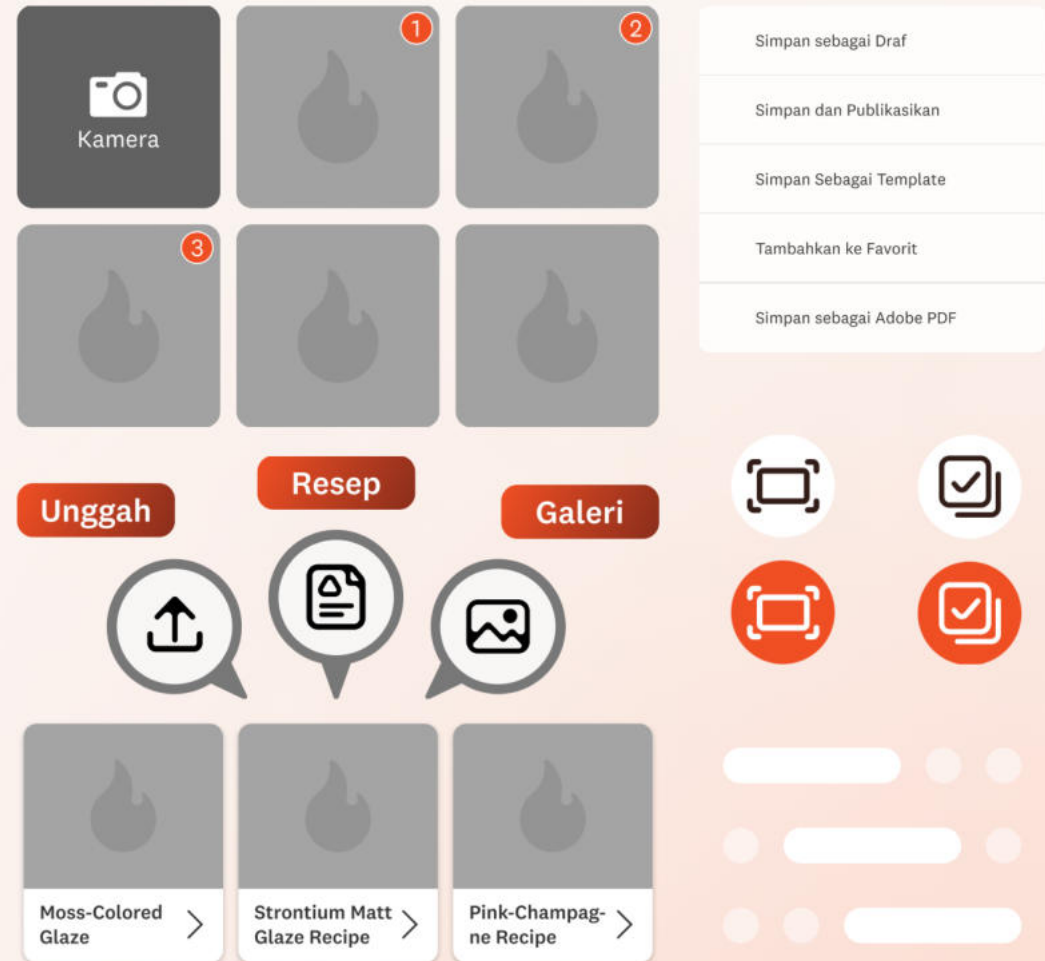 Kamera
1
2
3
Simpan sebagai Draf
Simpan dan Publikasikan
Simpan Sebagai Template
Tambahkan ke Favorit
Simpan sebagai Adobe PDF
Unggah
Resep
Galeri
Moss-Colored
Glaze
Strontium Matt
Glaze Recipe
Pink-Champag-
ne Recipe